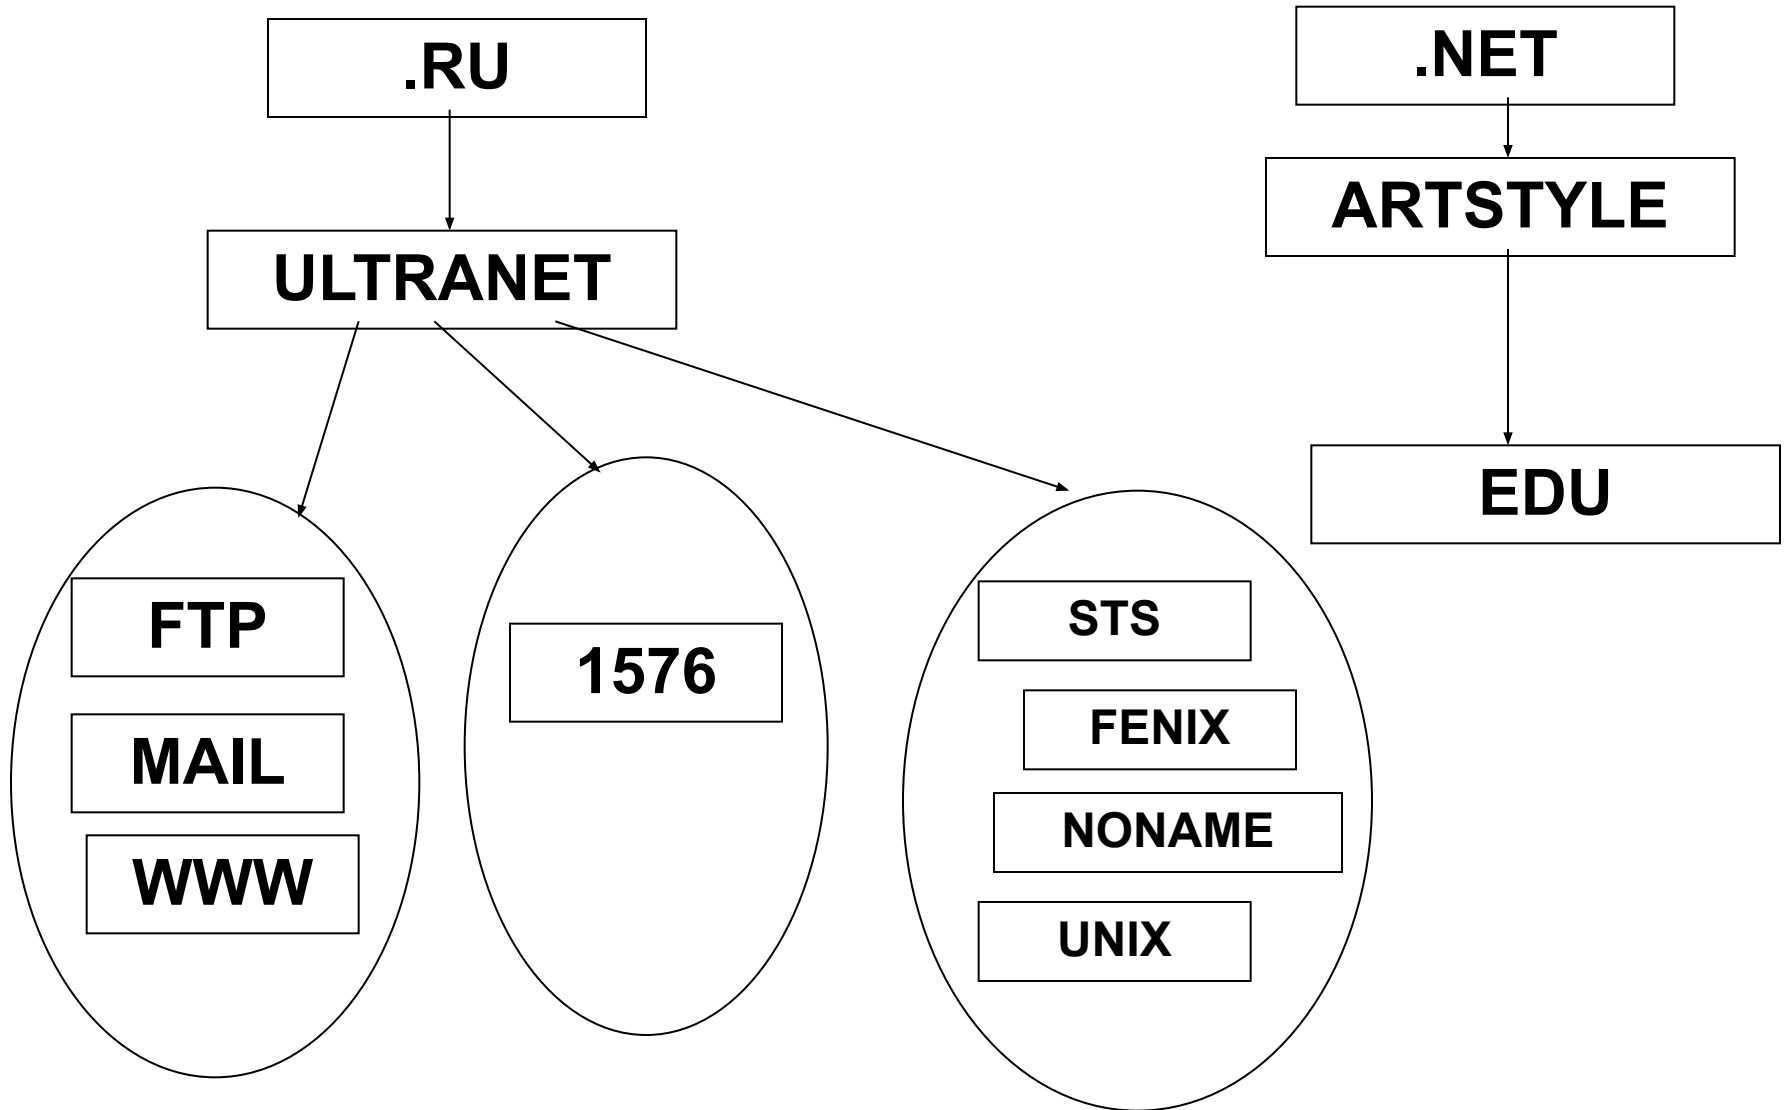 .RU
ULTRANET
FTP
MAIL
WWW
1576
STS
FENIX
NONAME
UNIX
.NET
ARTSTYLE
EDU